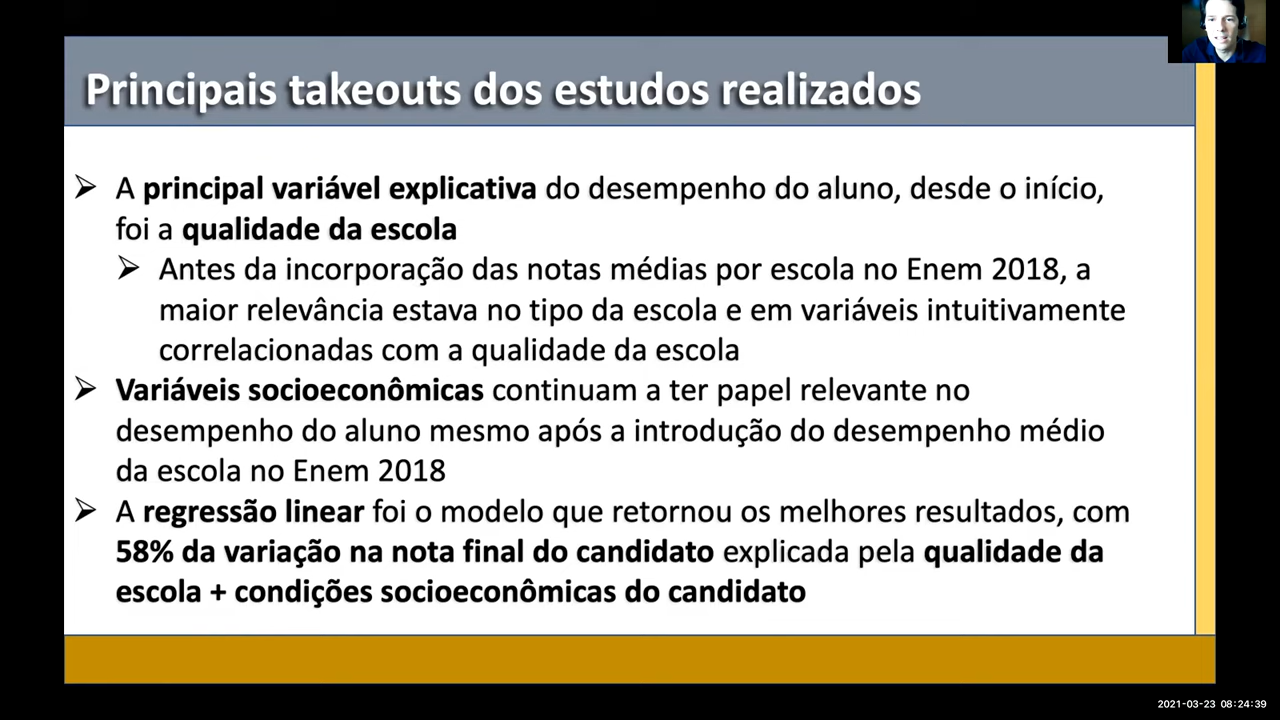 Principais takeouts dos estudos realizados
➢ A principal variável explicativa do desempenho do aluno, desde o início,
foi a qualidade da escola
➢ Antes da incorporação das notas médias por escola no Enem 2018, a
maior relevância estava no tipo da escola e em variáveis intuitivamente
correlacionadas com a qualidade da escola
➢ Variáveis socioeconômicas continuam a ter papel relevante no
desempenho do aluno mesmo após a introdução do desempenho médio
da escola no Enem 2018
➢ A regressão linear foi o modelo que retornou os melhores resultados, com
58% da variação na nota final do candidato explicada pela qualidade da
escola + condições socioeconômicas do candidato
2021-03-23 08:24:39